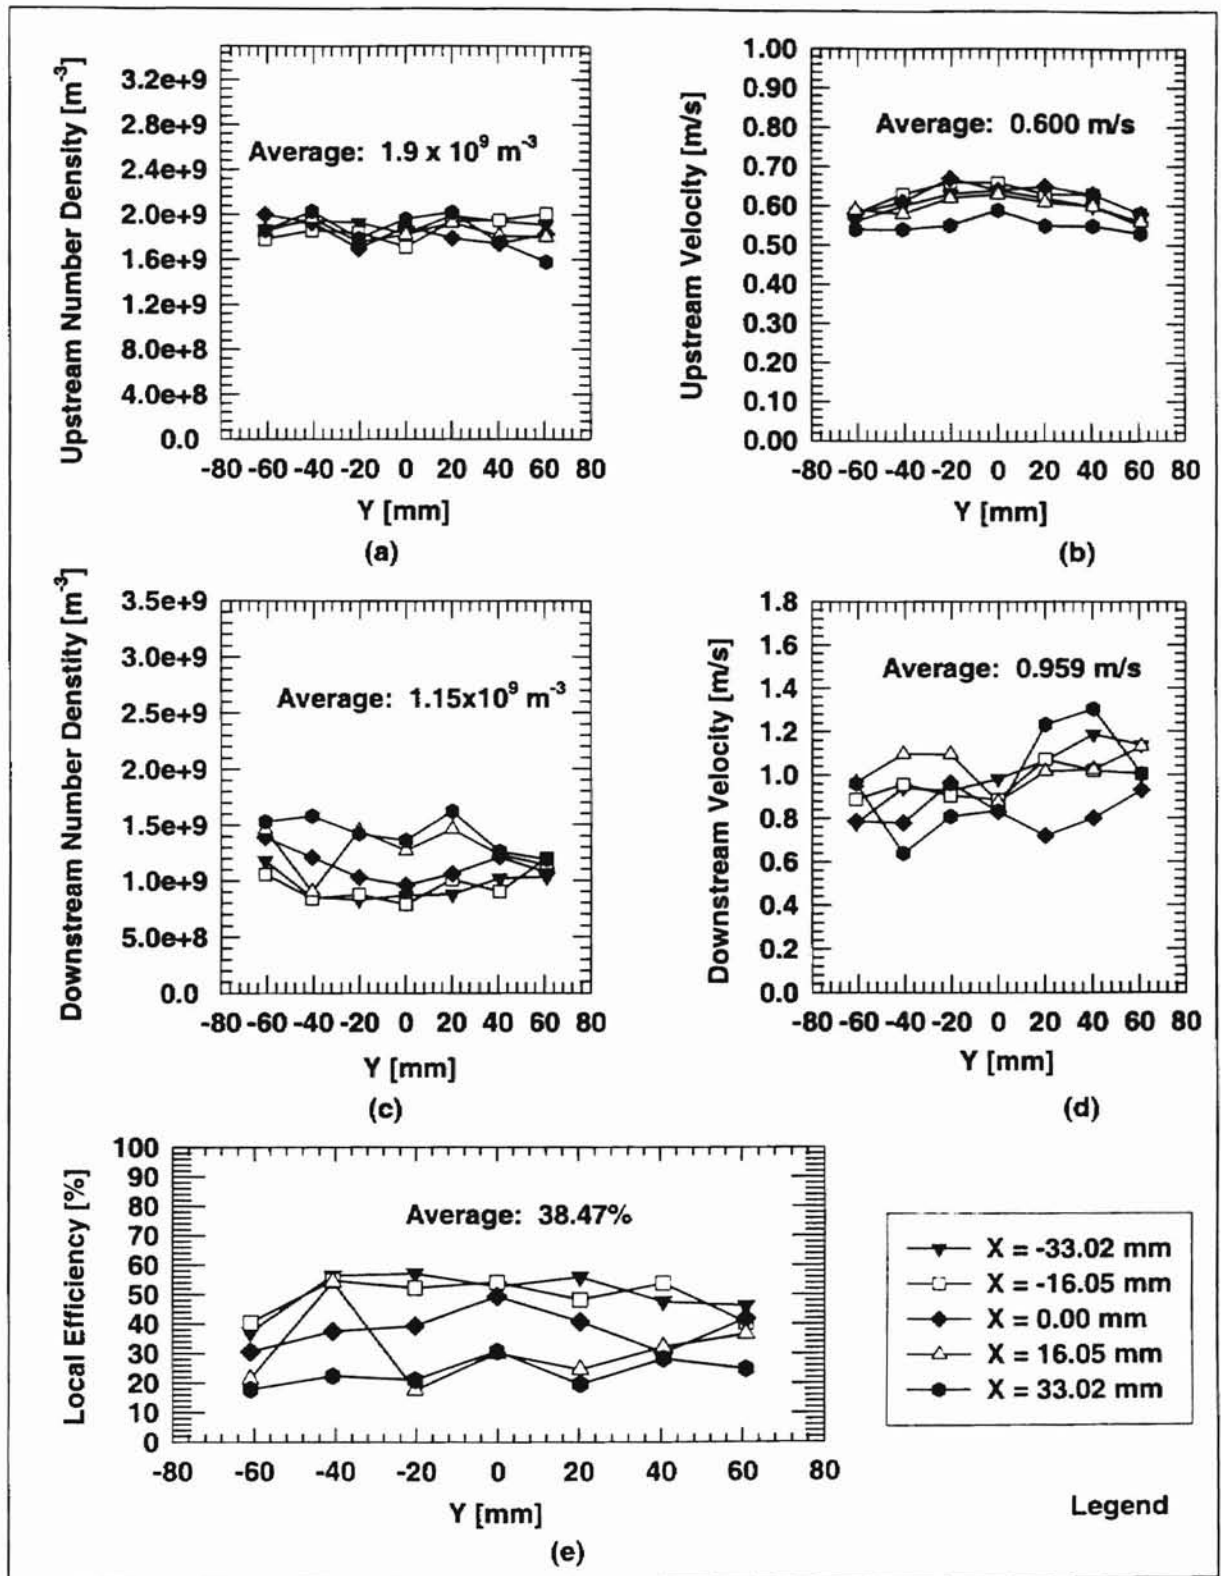 Upstream Number Density [m⁻³]
3.2e+9
2.8e+9
2.4e+9
2.0e+9
1.6e+9
1.2e+9
8.0e+8
4.0e+8
0.0
Average: 1.9 x 10⁹ m⁻³
-80 -60 -40 -20 0 20 40 60 80
Y [mm]
(a)
Upstream Velocity [m/s]
1.00
0.90
0.80
0.70
0.60
0.50
0.40
0.30
0.20
0.10
0.00
Average: 0.600 m/s
-80 -60 -40 -20 0 20 40 60 80
Y [mm]
(b)
Downstream Number Denstity [m⁻³]
3.5e+9
3.0e+9
2.5e+9
2.0e+9
1.5e+9
1.0e+9
5.0e+8
0.0
Average: 1.15x10⁹ m⁻³
-80 -60 -40 -20 0 20 40 60 80
Y [mm]
(c)
Downstream Velocity [m/s]
1.8
1.6
1.4
1.2
1.0
0.8
0.6
0.4
0.2
0.0
Average: 0.959 m/s
-80 -60 -40 -20 0 20 40 60 80
Y [mm]
(d)
Local Efficiency [%]
100
90
80
70
60
50
40
30
20
10
0
Average: 38.47%
-80 -60 -40 -20 0 20 40 60 80
Y [mm]
(e)
X = -33.02 mm
X = -16.05 mm
X = 0.00 mm
X = 16.05 mm
X = 33.02 mm
Legend